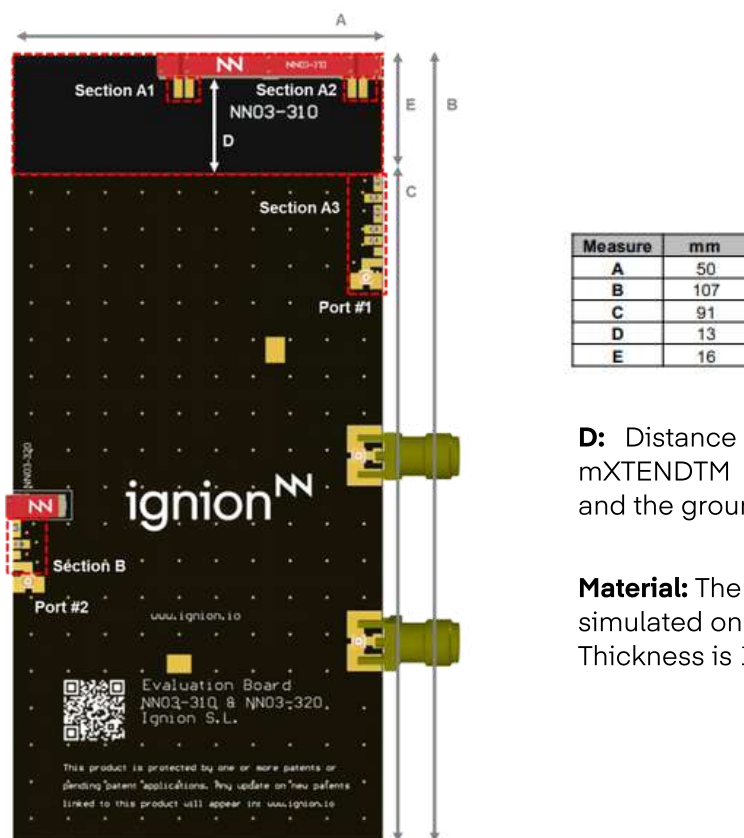 A
NN03-310
Section A1
Section A2
NN03-310
E
B
D
C
Section A3
Port #1
NN03-320
ignion
Section B
Port #2
www.ignion.io
Evaluation Board
NN03-310 & NN03-320.
Ignion S.L.
This product is protected by one or more patents or
pending patent applications. Any update on new patents
linked to this product will appear in: www.ignion.io
Measure mm
A 50
B 107
C 91
D 13
E 16
D: Distance
mXTENDTM
and the
Material: The
simulated on
Thickness is